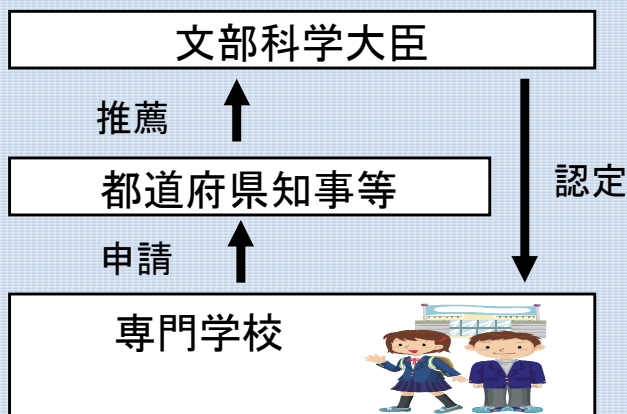 文部科学大臣
推薦
都道府県知事等
認定
申請
専門学校